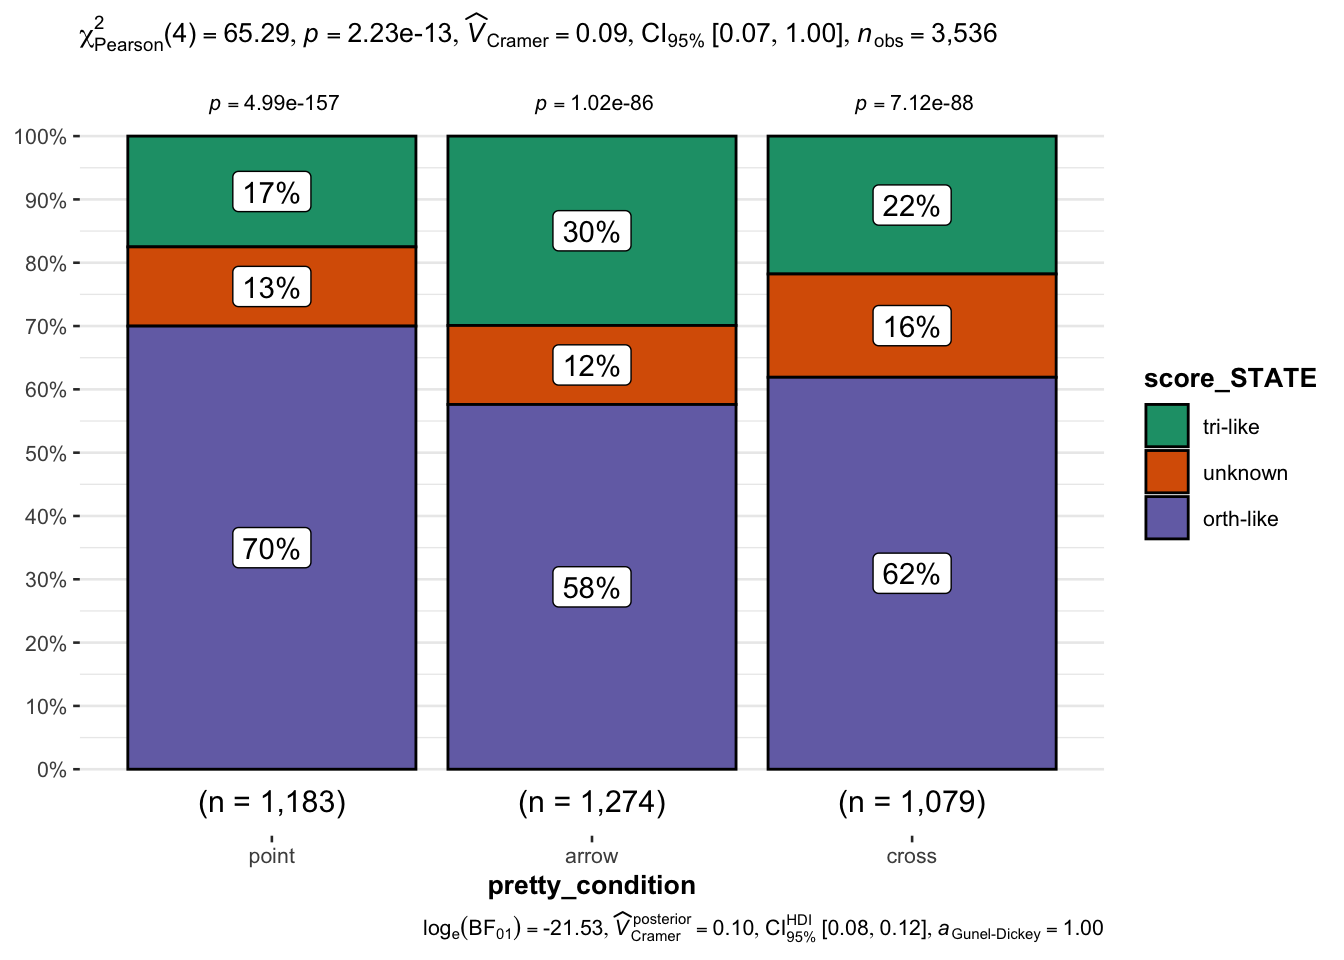 χ²Pearson(4) = 65.29, p = 2.23e-13, V̂Cramer = 0.09, CI95% [0.07, 1.00], nobs = 3,536
p = 4.99e-157 p = 1.02e-86 p = 7.12e-88
100%
90%
80%
70%
60%
50%
40%
30%
20%
10%
0%
17% 30% 22%
13% 12% 16%
70% 58% 62%
(n = 1,183) (n = 1,274) (n = 1,079)
point arrow cross
pretty_condition
score_STATE
tri-like
unknown
orth-like
loge(BF01) = -21.53, V̂posteriorCramer = 0.10, CIHDI95% [0.08, 0.12], aGunel-Dickey = 1.00